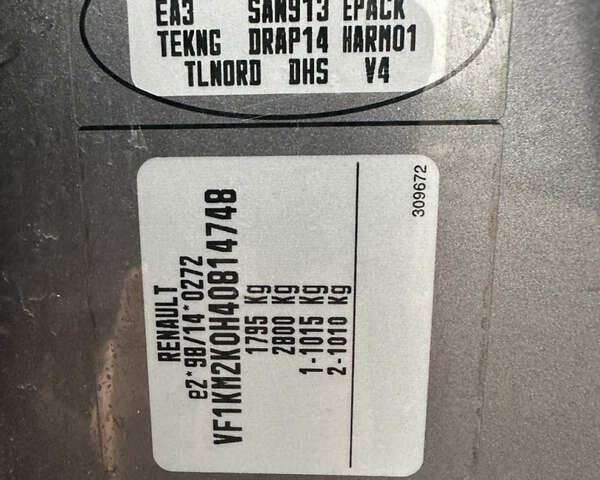 EA3 SAN913 EPACK
TEKNG DRAP14 HARM01
TLNORD DHS V4
RENAULT
e2*98/14*0272
VF1KM2K0H40814748
1795 Kg
2800 Kg
1-1015 Kg
2-1010 Kg
309672